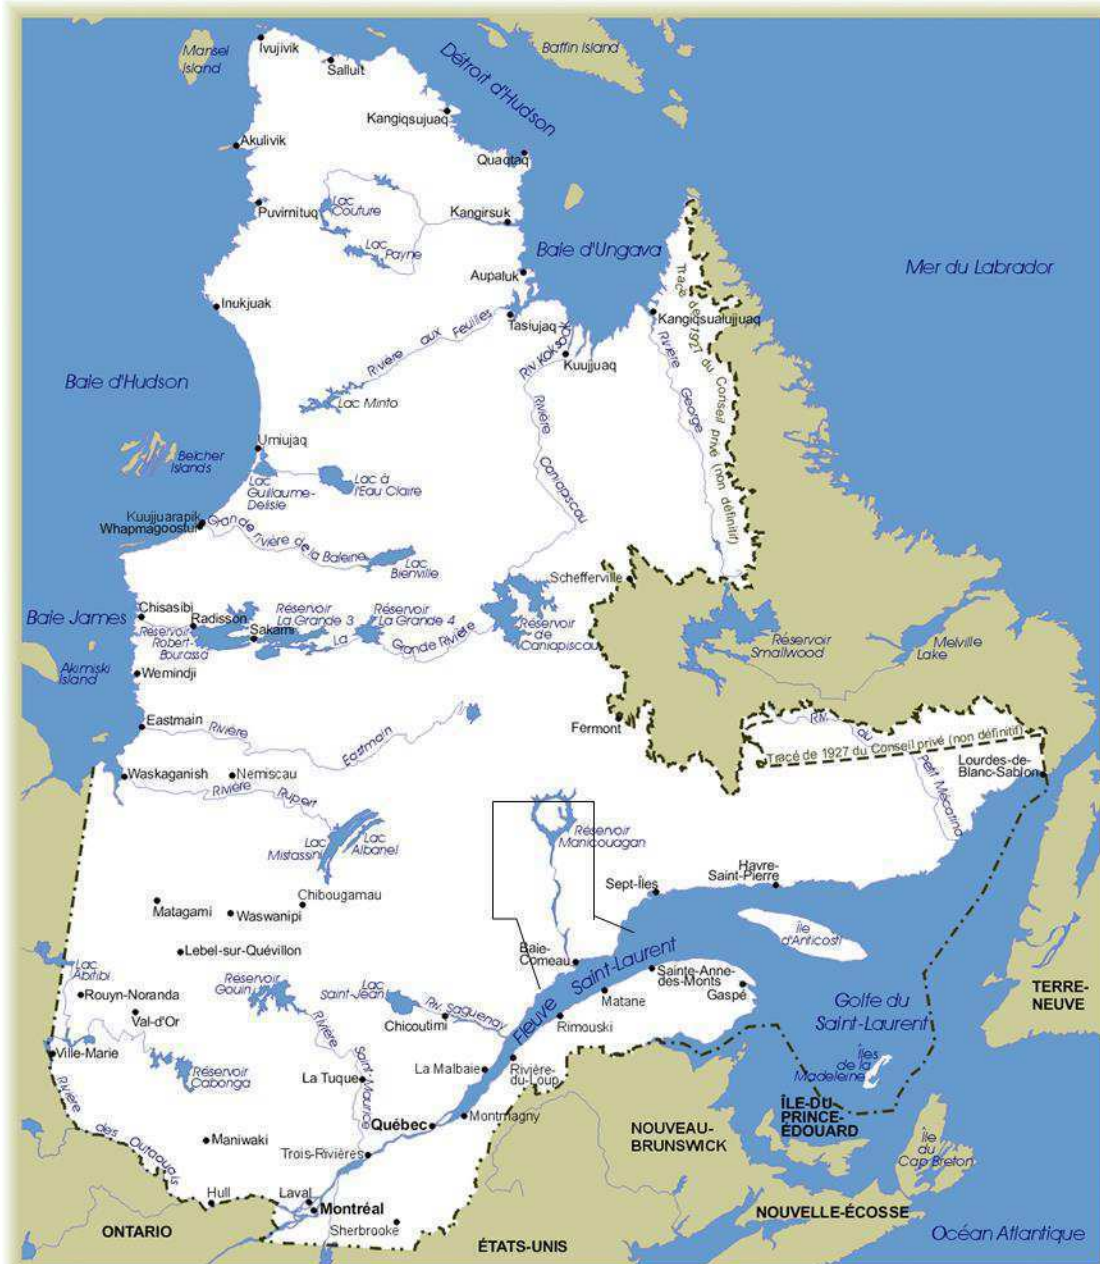 Mansel
Island
Ivujivik
Salluit
Baffin Island
Détroit d'Hudson
Kangiqsujuaq
Akulivik
Quaqtaq
Puvirnituq
Lac
Couture
Kangirsuk
Lac
Payne
Baie d'Ungava
Mer du Labrador
Aupaluk
Inukjuak
Rivière aux Feuilles
Tasiujaq
Kangiqsualujjuaq
Tracé de 1927 du Conseil privé (non définitif)
Riv. Koksoak
Kuujjuaq
Rivière George
Baie d'Hudson
Lac Minto
Rivière Caniapiscau
Umiujaq
Belcher
Islands
Lac
Guillaume-
Delisle
Lac à
l'Eau Claire
Kuujjuarapik
Whapmagoostui
Grande rivière de la Baleine
Lac
Bienville
Schefferville
Baie James
Chisasibi
Radisson
Réservoir
La Grande 3
Réservoir
La Grande 4
Réservoir
Robert-
Bourassa
Sakami
La Grande Rivière
Réservoir
de
Caniapiscau
Réservoir
Smallwood
Melville
Lake
Akimiski
Island
Wemindji
Eastmain
Rivière Eastmain
Fermont
Riv. du Petit Mécatina
Tracé de 1927 du Conseil privé (non définitif)
Lourdes-de-
Blanc-Sablon
Waskaganish
Nemiscau
Rivière Rupert
Lac
Mistassini
Lac
Albanel
Réservoir
Manicouagan
Havre-
Saint-Pierre
Sept-Îles
Chibougamau
Matagami
Waswanipi
Lebel-sur-Quévillon
Île
d'Anticosti
Baie-
Comeau
Fleuve Saint-Laurent
Sainte-Anne-
des-Monts
Gaspé
Matane
Lac
Abitibi
Rouyn-Noranda
Val-d'Or
Réservoir
Gouin
Lac
Saint-Jean
Riv. Saguenay
Chicoutimi
Rimouski
Golfe du
Saint-Laurent
TERRE-
NEUVE
Ville-Marie
Réservoir
Cabonga
Rivière Saint-Maurice
La Tuque
La Malbaie
Rivière-
du-Loup
Îles
de la
Madeleine
Rivière des Outaouais
Maniwaki
Québec
Montmagny
NOUVEAU-
BRUNSWICK
ÎLE-DU-
PRINCE-
ÉDOUARD
Île
du
Cap Breton
Trois-Rivières
Hull
Laval
Montréal
Sherbrooke
ONTARIO
ÉTATS-UNIS
NOUVELLE-ÉCOSSE
Océan Atlantique